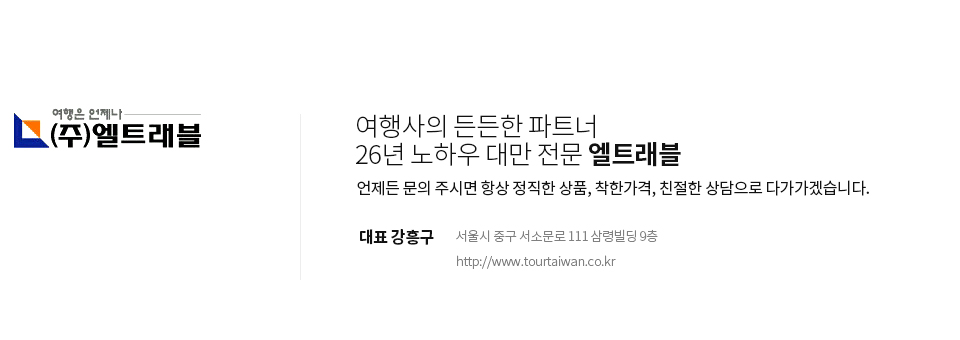 여행은 언제나
(주)엘트래블
여행사의 든든한 파트너
26년 노하우 대만 전문 엘트래블
언제든 문의 주시면 항상 정직한 상품, 착한가격, 친절한 상담으로 다가가겠습니다.
대표 강흥구 서울시 중구 서소문로 111 삼령빌딩 9층
http://www.tourtaiwan.co.kr